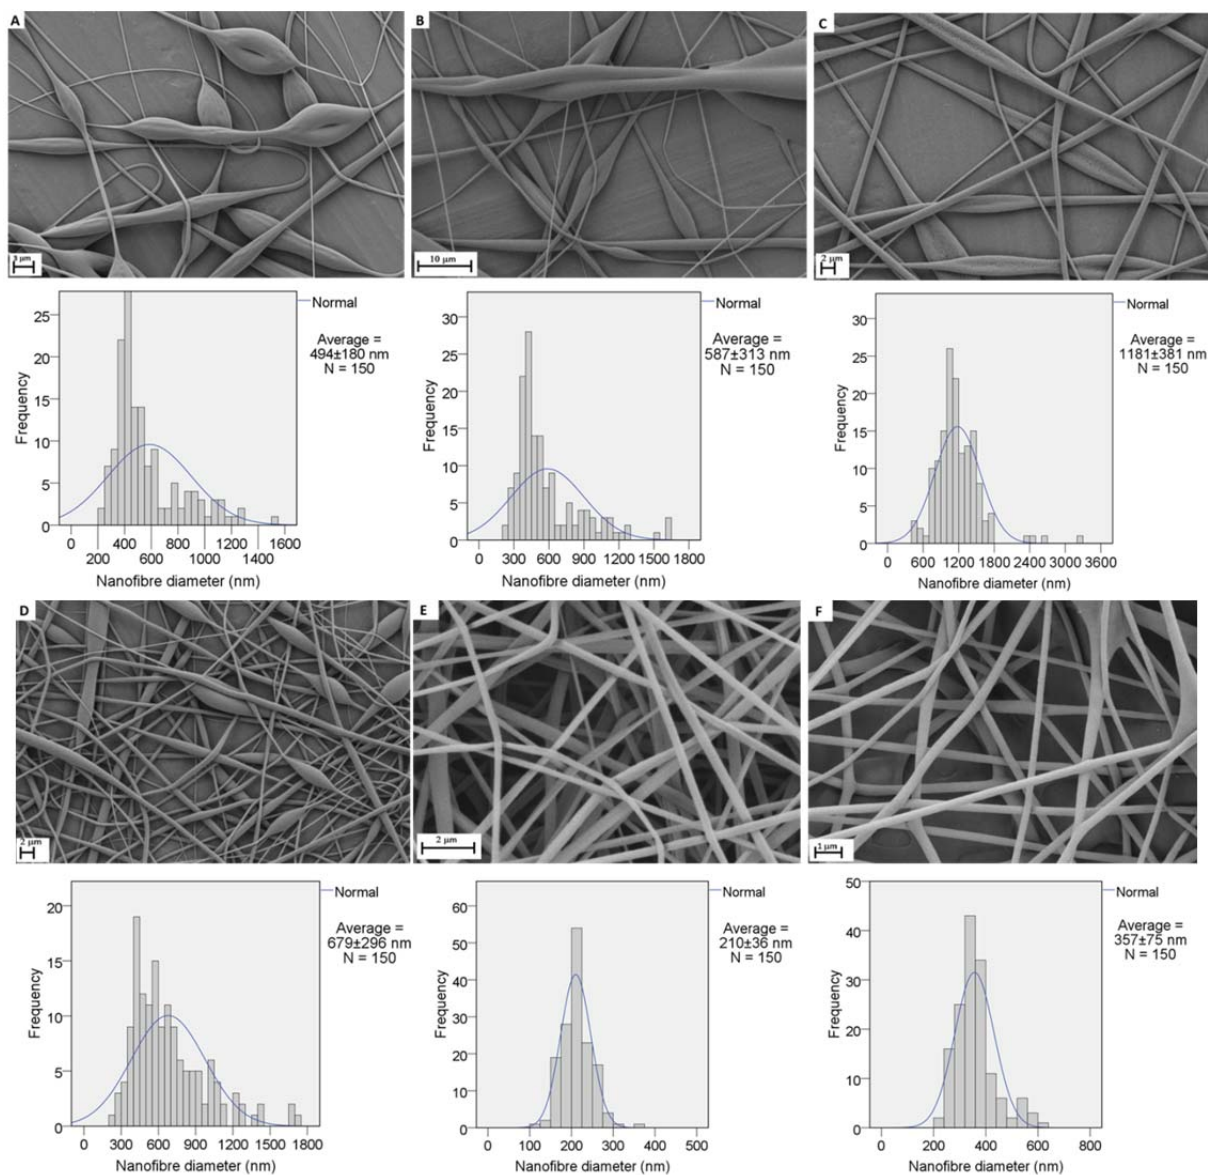 A
B
C
3 µm
10 µm
2 µm
Normal
Average =
494±180 nm
N = 150
Frequency
25
20
15
10
5
0
0 400 800 1200 1600
200 600 1000 1400
Nanofibre diameter (nm)
Normal
Average =
587±313 nm
N = 150
Frequency
30
25
20
15
10
5
0
0 300 600 900 1200 1500 1800
Nanofibre diameter (nm)
Normal
Average =
1181±381 nm
N = 150
Frequency
30
25
20
15
10
5
0
0 600 1200 1800 2400 3000 3600
Nanofibre diameter (nm)
D
E
F
2 µm
2 µm
1 µm
Normal
Average =
679±296 nm
N = 150
Frequency
20
15
10
5
0
0 300 600 900 1200 1500 1800
Nanofibre diameter (nm)
Normal
Average =
210±36 nm
N = 150
Frequency
60
50
40
30
20
10
0
0 100 200 300 400 500
Nanofibre diameter (nm)
Normal
Average =
357±75 nm
N = 150
Frequency
50
40
30
20
10
0
0 200 400 600 800
Nanofibre diameter (nm)